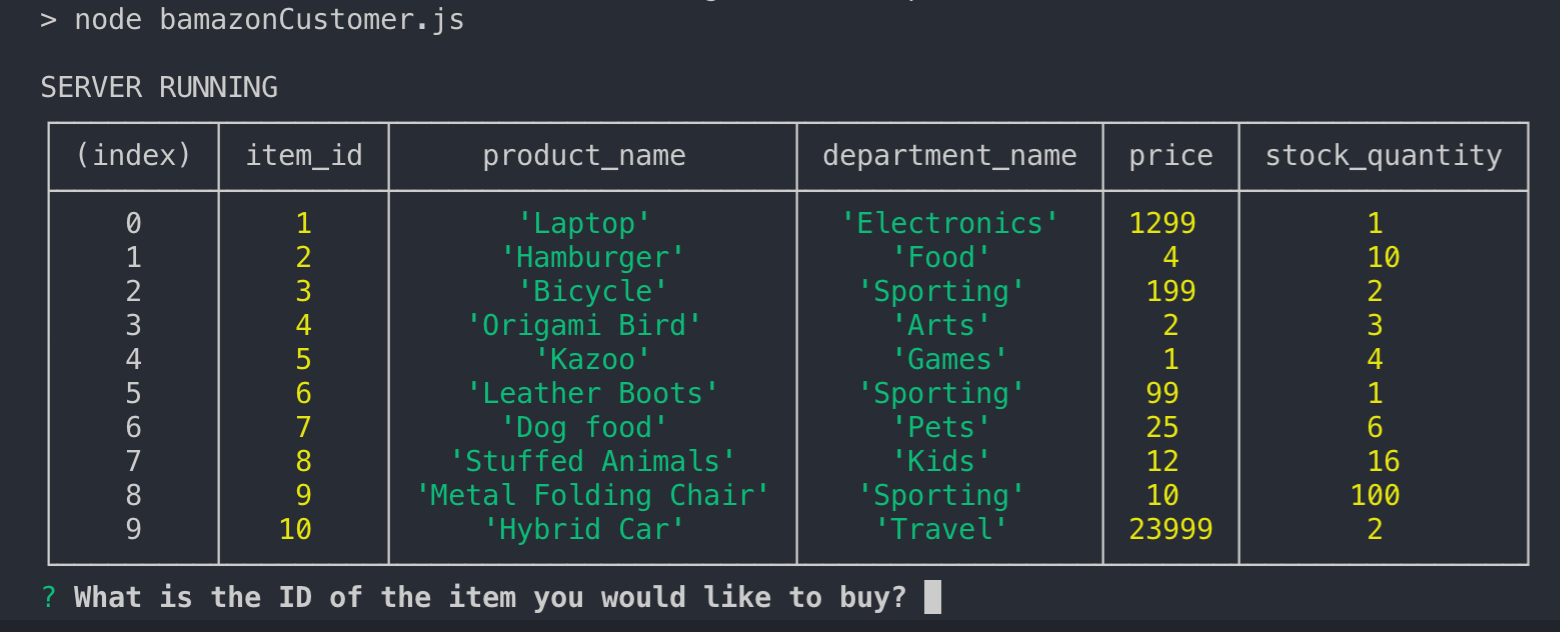 > node bamazonCustomer.js
SERVER RUNNING
(index) item_id product_name department_name price stock_quantity
0 1 'Laptop' 'Electronics' 1299 1
1 2 'Hamburger' 'Food' 4 10
2 3 'Bicycle' 'Sporting' 199 2
3 4 'Origami Bird' 'Arts' 2 3
4 5 'Kazoo' 'Games' 1 4
5 6 'Leather Boots' 'Sporting' 99 1
6 7 'Dog food' 'Pets' 25 6
7 8 'Stuffed Animals' 'Kids' 12 16
8 9 'Metal Folding Chair' 'Sporting' 10 100
9 10 'Hybrid Car' 'Travel' 23999 2
? What is the ID of the item you would like to buy?